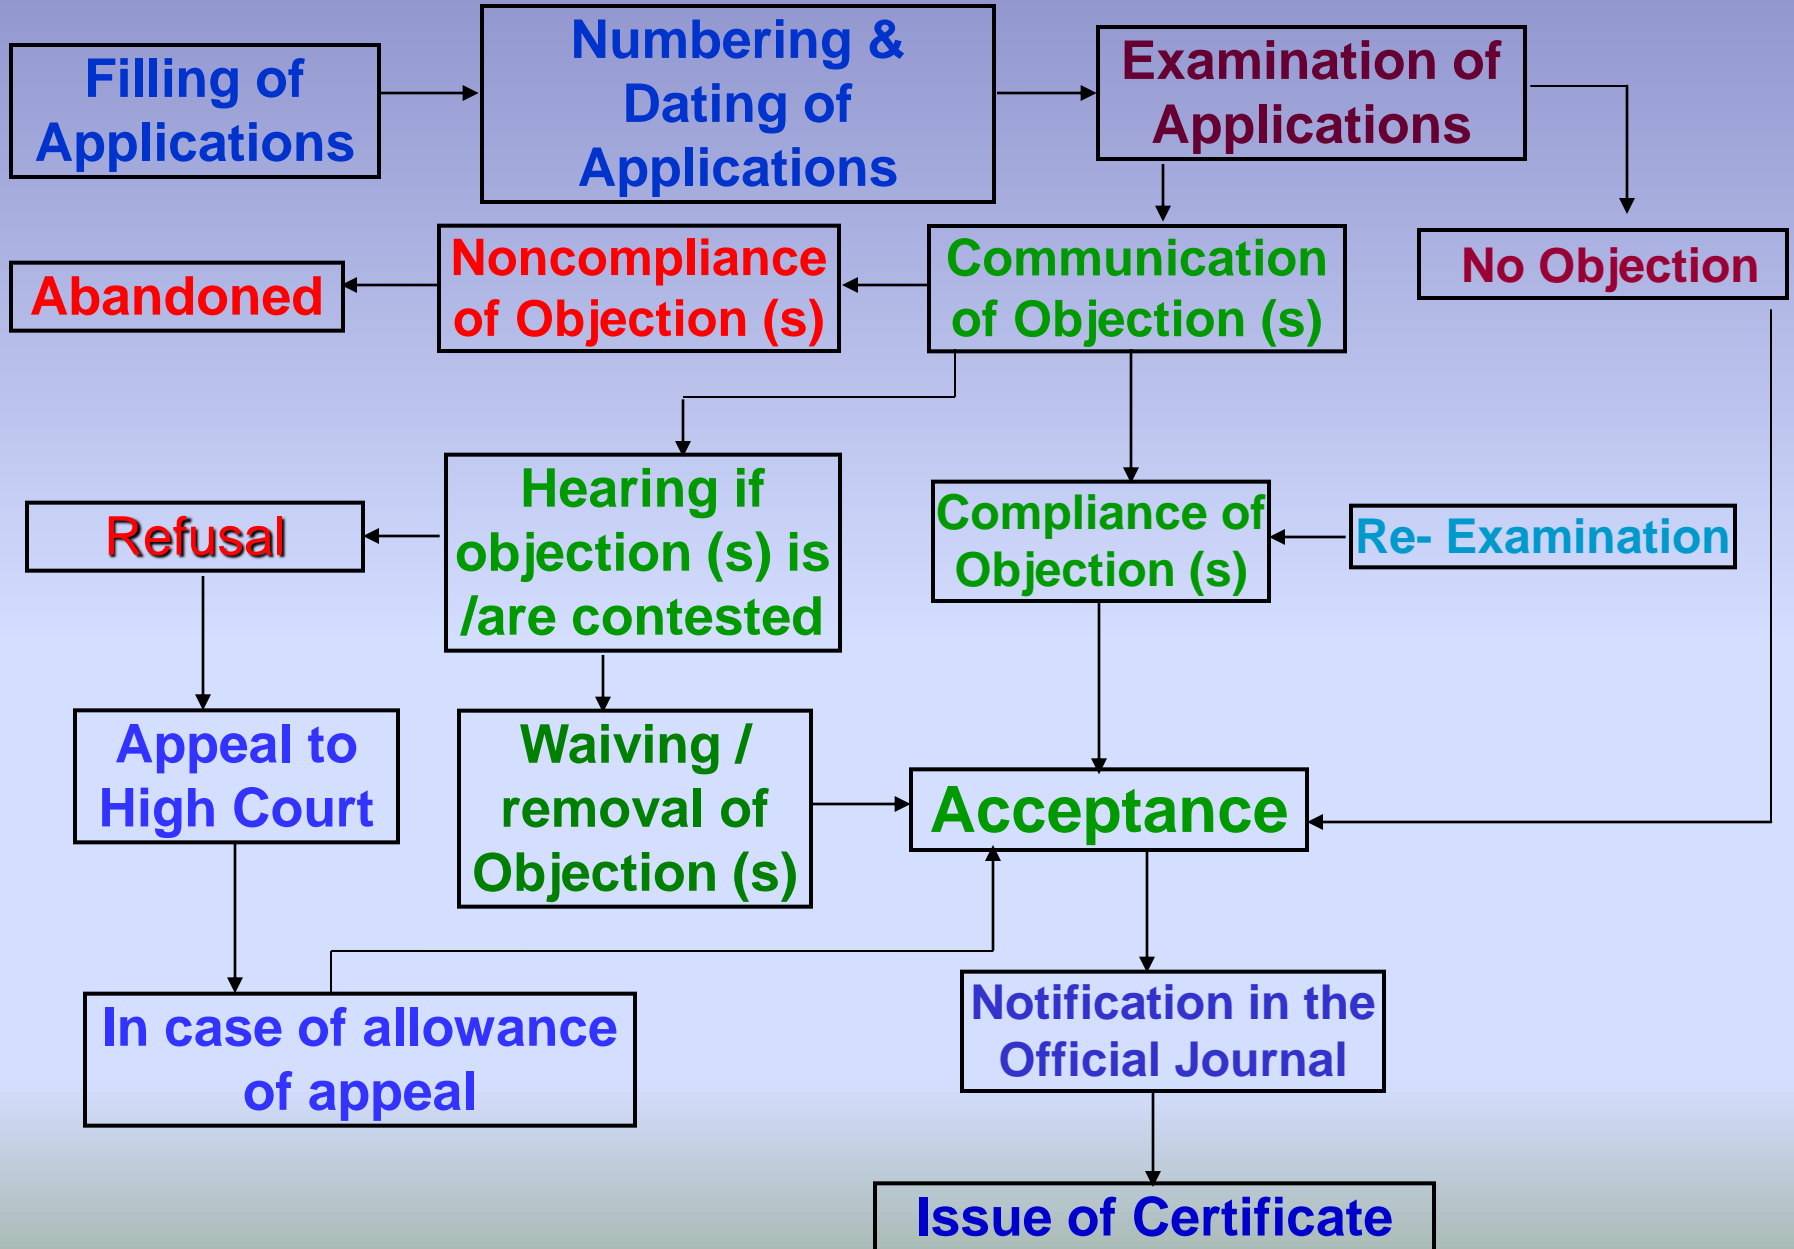 Filling of
Applications
Numbering &
Dating of
Applications
Examination of
Applications
Abandoned
Noncompliance
of Objection (s)
Communication
of Objection (s)
No Objection
Refusal
Hearing if
objection (s) is
/are contested
Compliance of
Objection (s)
Re- Examination
Appeal to
High Court
Waiving /
removal of
Objection (s)
Acceptance
In case of allowance
of appeal
Notification in the
Official Journal
Issue of Certificate